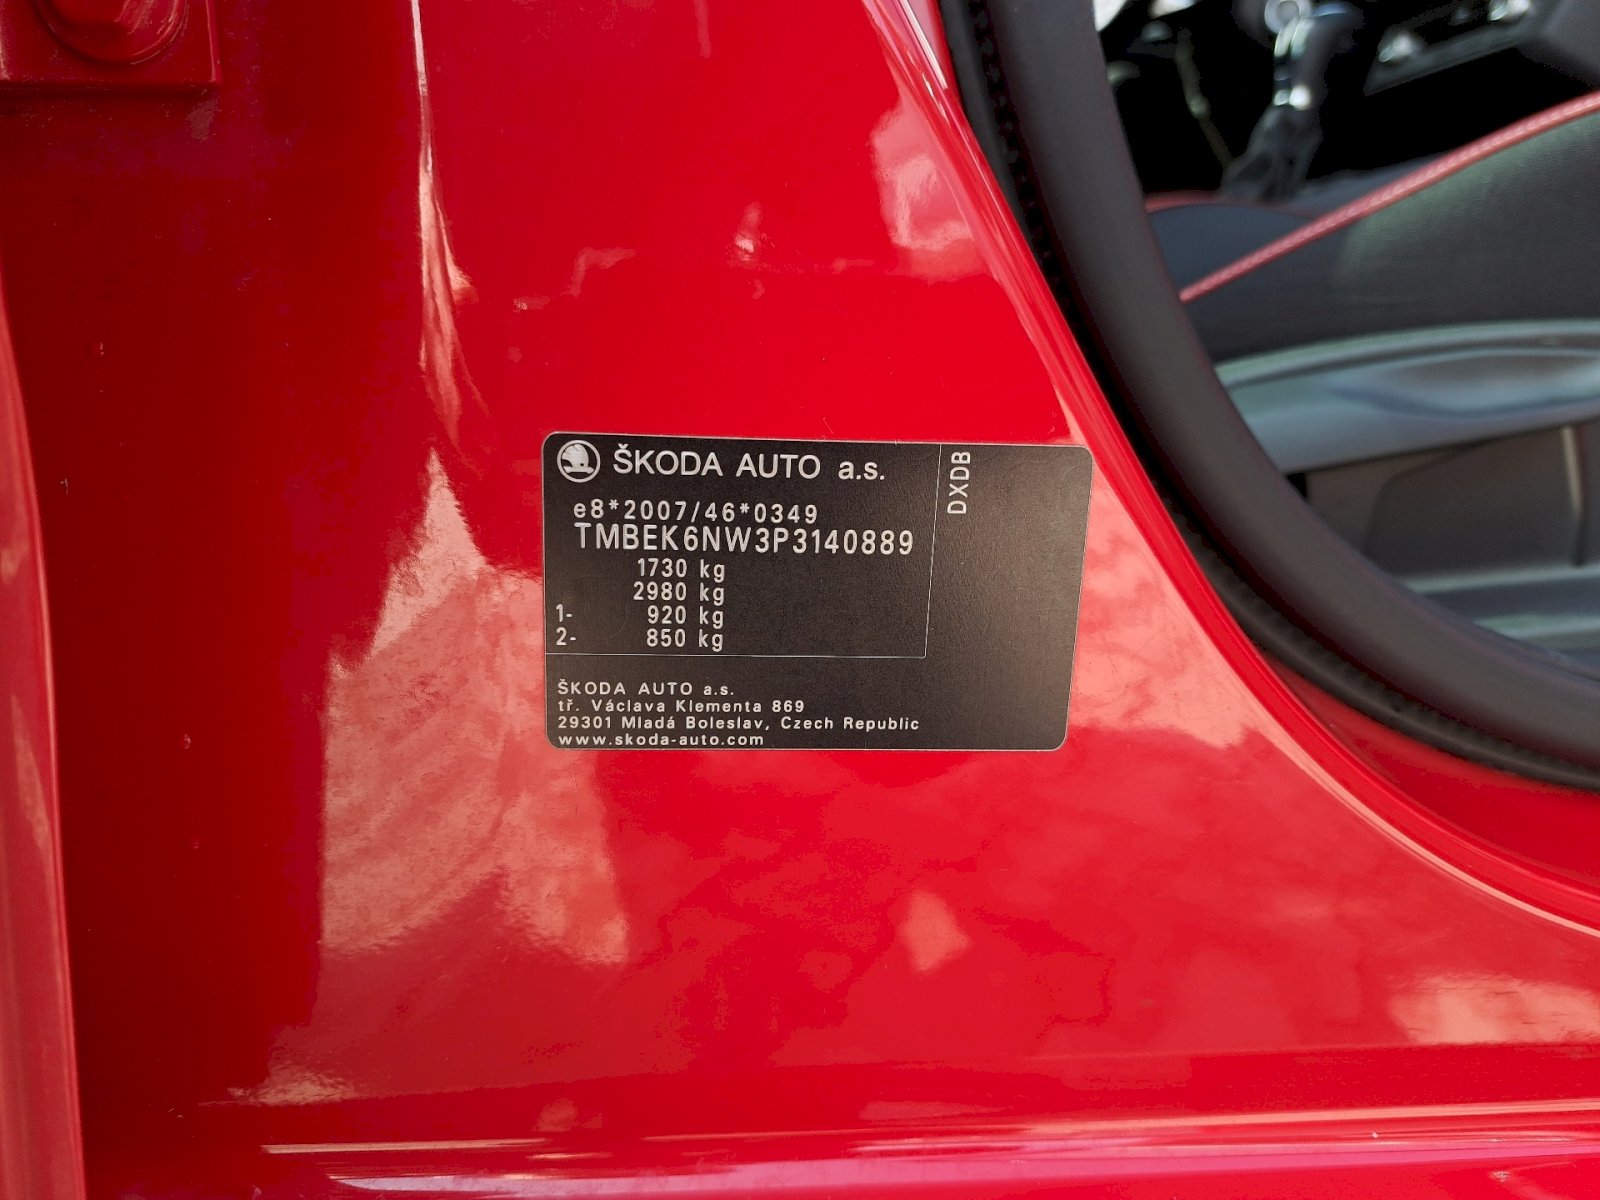 ŠKODA AUTO a.s.
DXDB
e8*2007/46*0349
TMBEK6NW3P3140889
1730 kg
2980 kg
1- 920 kg
2- 850 kg
ŠKODA AUTO a.s.
tř. Václava Klementa 869
29301 Mladá Boleslav, Czech Republic
www.skoda-auto.com